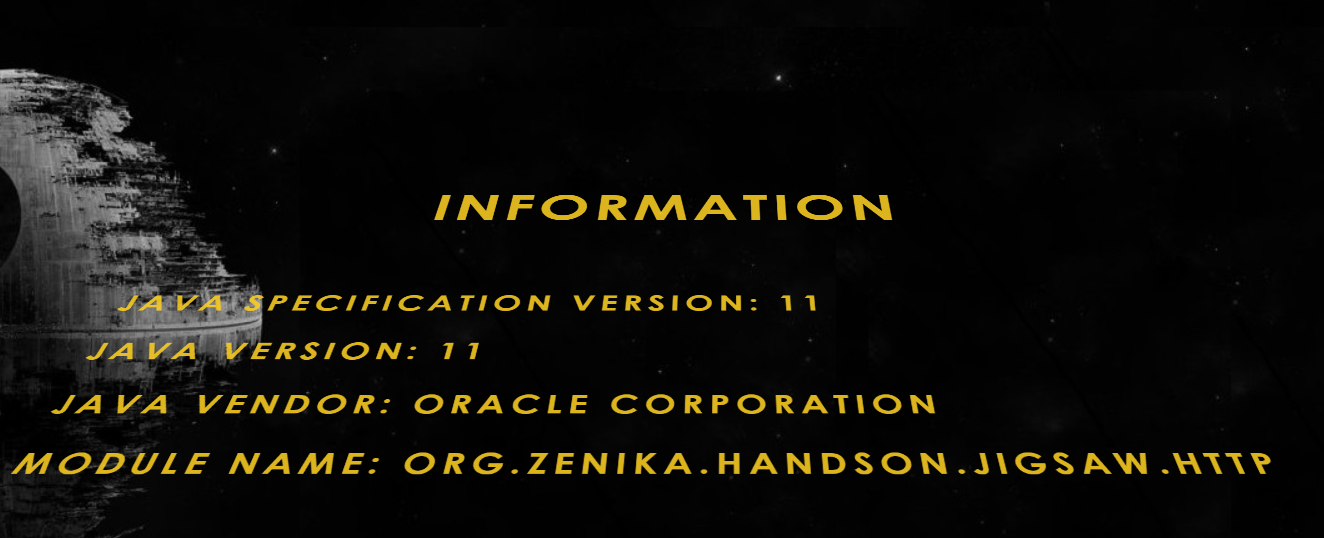 INFORMATION
JAVA SPECIFICATION VERSION: 11
JAVA VERSION: 11
JAVA VENDOR: ORACLE CORPORATION
MODULE NAME: ORG.ZENIKA.HANDSON.JIGSAW.HTTP